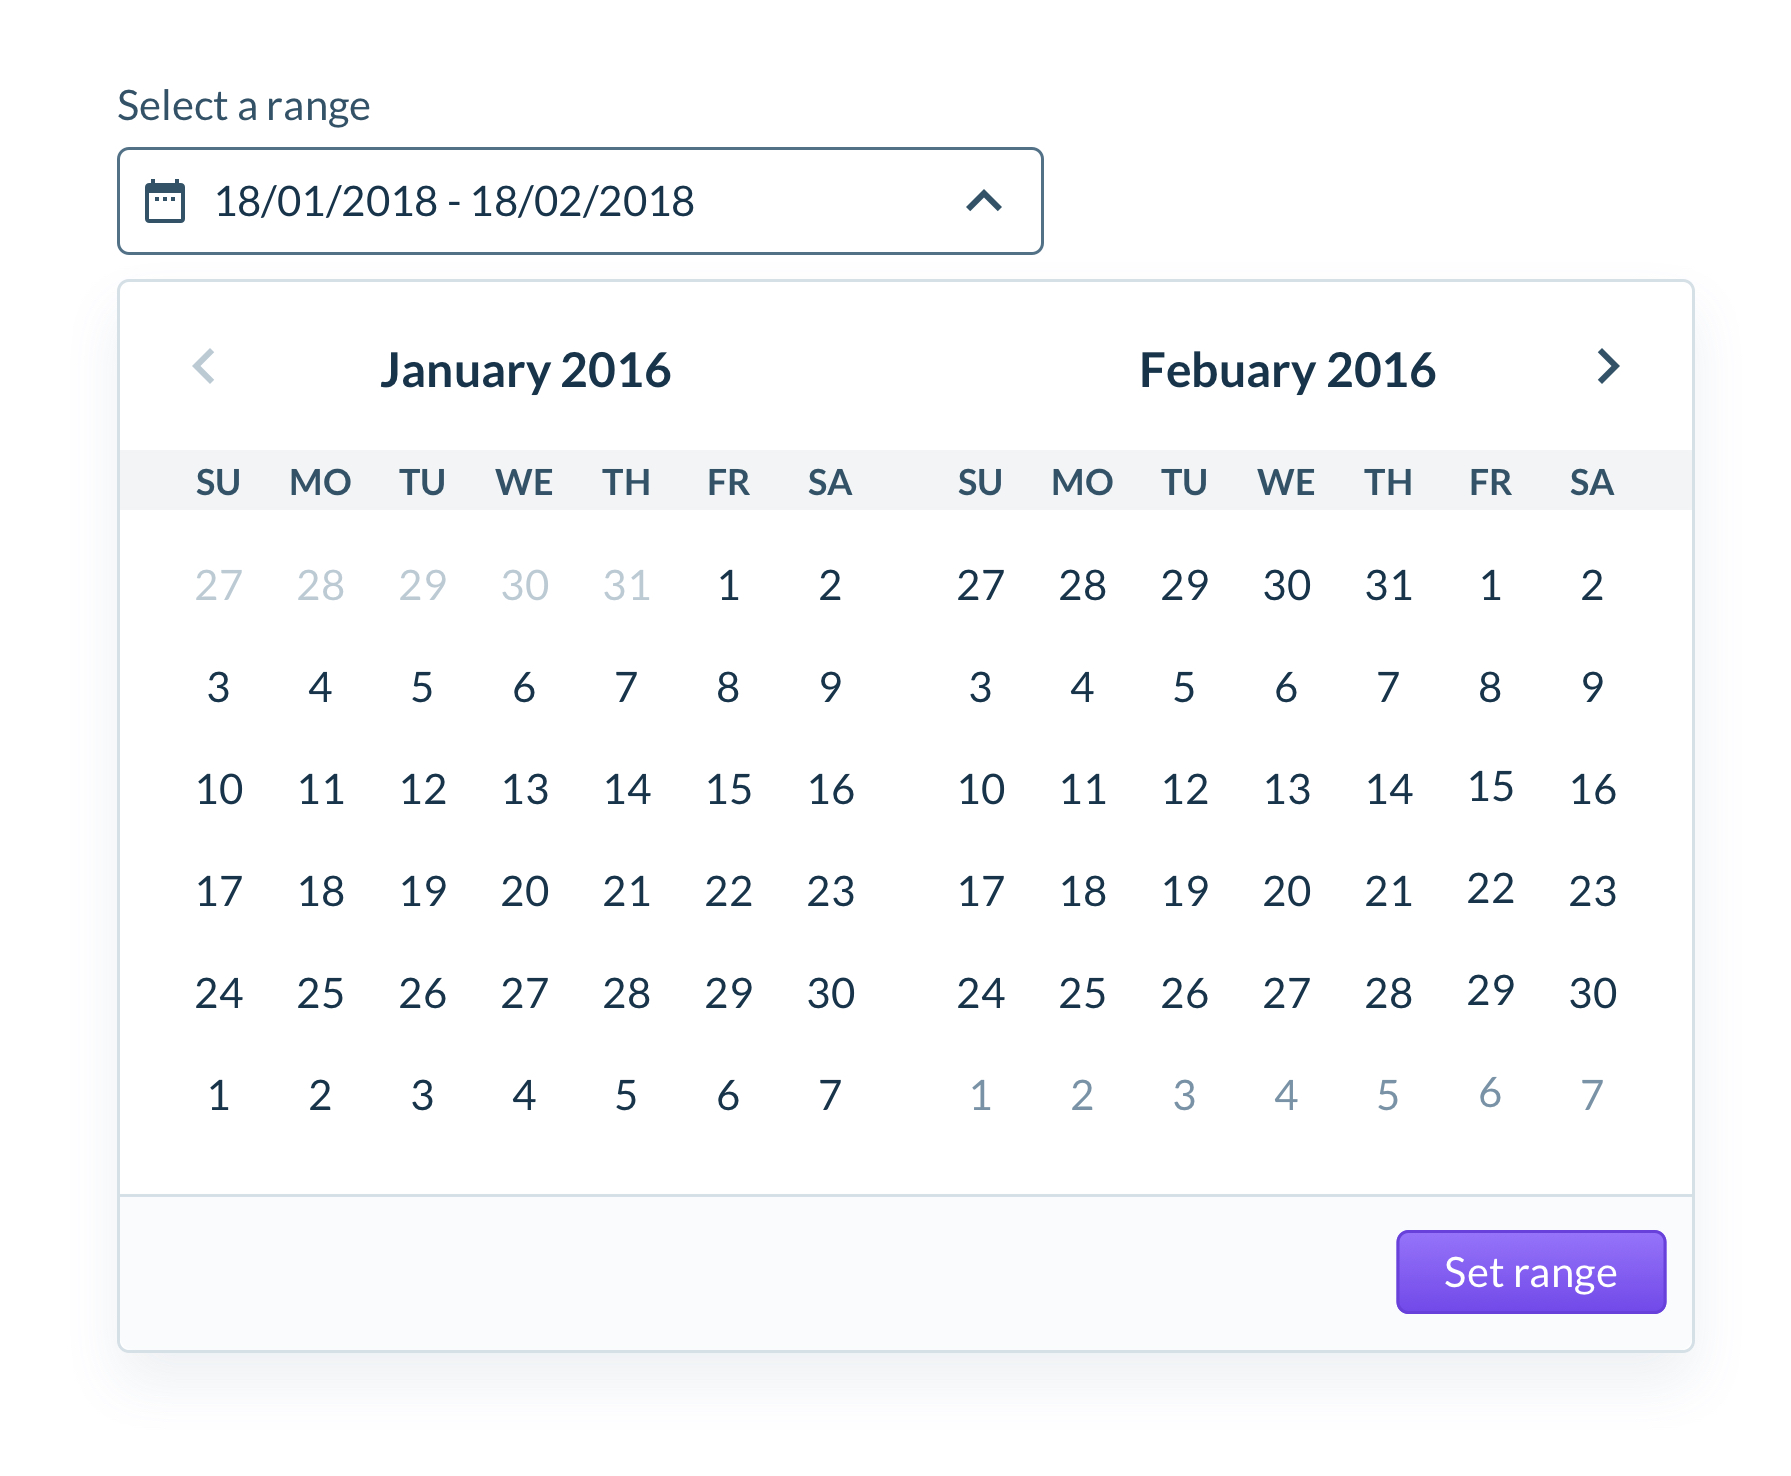 Select a range
18/01/2018 - 18/02/2018
January 2016
Febuary 2016
SU MO TU WE TH FR SA SU MO TU WE TH FR SA
27 28 29 30 31 1 2 27 28 29 30 31 1 2
3 4 5 6 7 8 9 3 4 5 6 7 8 9
10 11 12 13 14 15 16 10 11 12 13 14 15 16
17 18 19 20 21 22 23 17 18 19 20 21 22 23
24 25 26 27 28 29 30 24 25 26 27 28 29 30
1 2 3 4 5 6 7 1 2 3 4 5 6 7
Set range